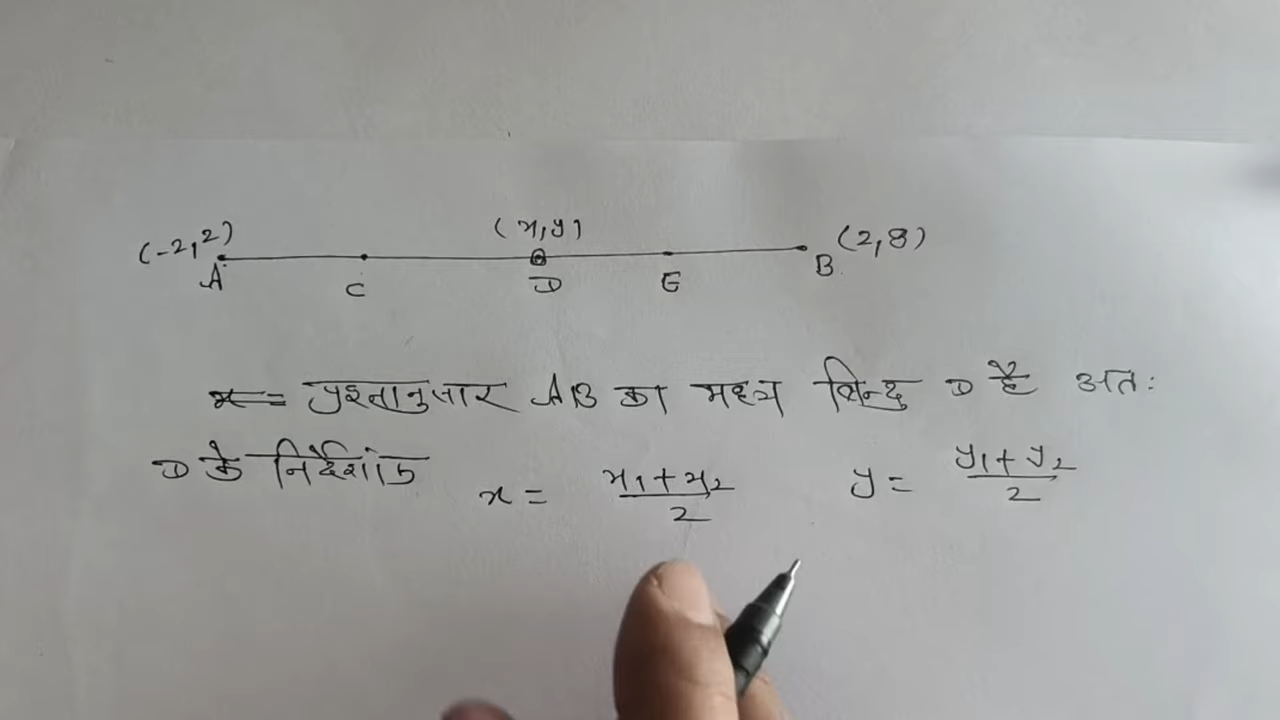 (-2,2) (x,y) (2,8)
A C D E B
x= प्रश्नानुसार AB का मध्य बिन्दु D है अतः
D के निर्देशांक x = x₁+x₂/2 y = y₁+y₂/2